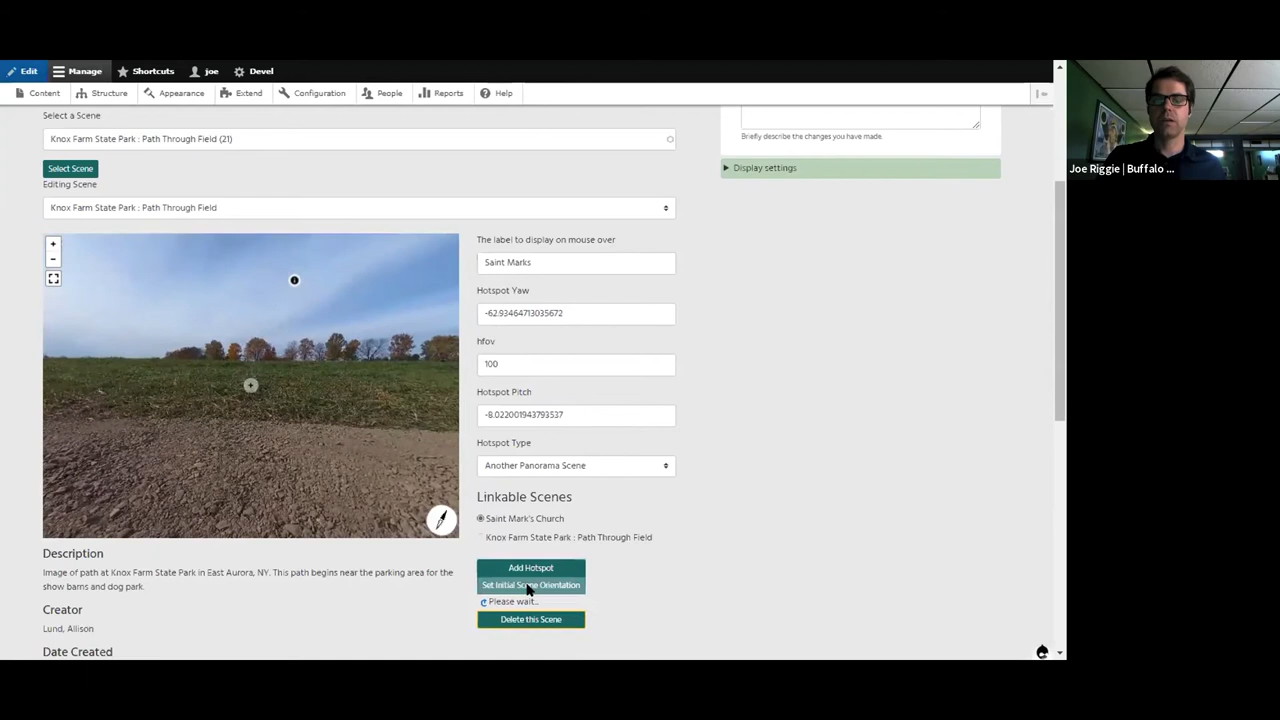 Edit
Manage
Shortcuts
joe
Devel
Content
Structure
Appearance
Extend
Configuration
People
Reports
Help
Select a Scene
Knox Farm State Park : Path Through Field (21)
Select Scene
Editing Scene
Knox Farm State Park : Path Through Field
+
−
The label to display on mouse over
Saint Marks
Hotspot Yaw
-62.93464713035672
hfov
100
Hotspot Pitch
-8.022001943793537
Hotspot Type
Another Panorama Scene
Linkable Scenes
Saint Mark's Church
Knox Farm State Park : Path Through Field
Add Hotspot
Set Initial Scene Orientation
Please wait...
Delete this Scene
Description
Image of path at Knox Farm State Park in East Aurora, NY. This path begins near the parking area for the
show barns and dog park.
Creator
Lund, Allison
Date Created
Briefly describe the changes you have made.
Display settings
Joe Riggie | Buffalo ...